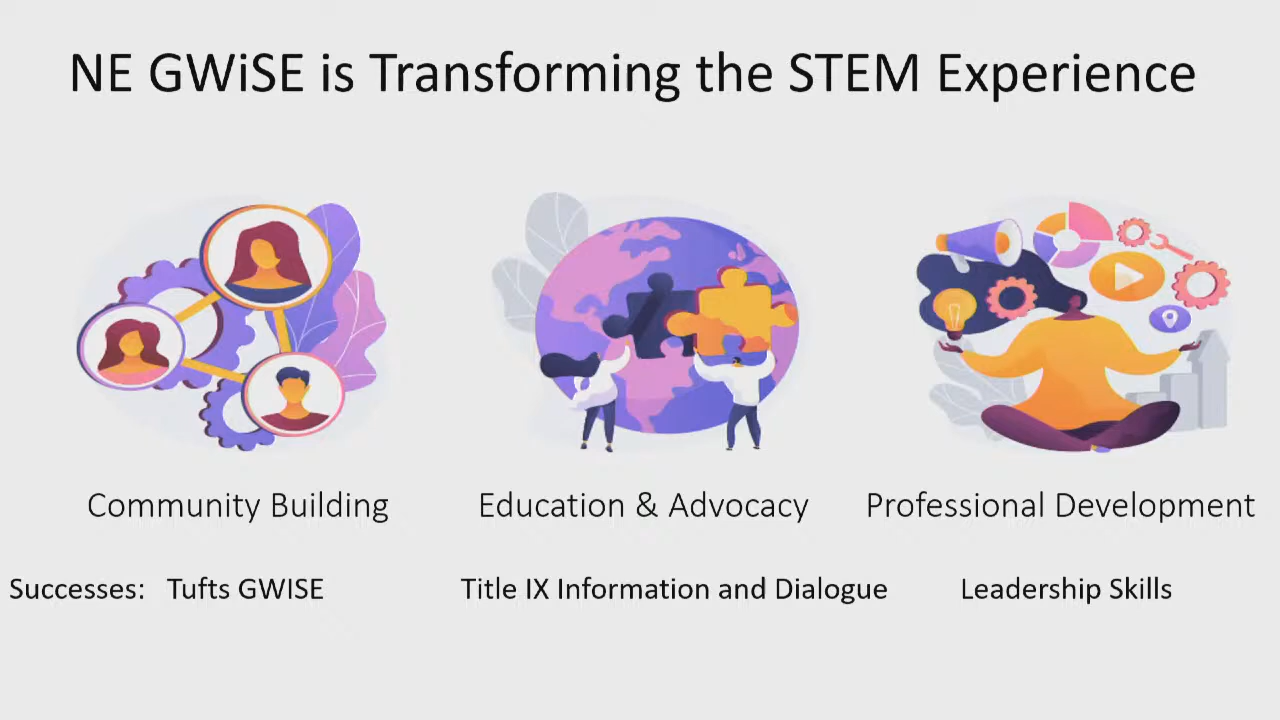 NE GWiSE is Transforming the STEM Experience
Community Building
Education & Advocacy
Professional Development
Successes: Tufts GWISE
Title IX Information and Dialogue
Leadership Skills